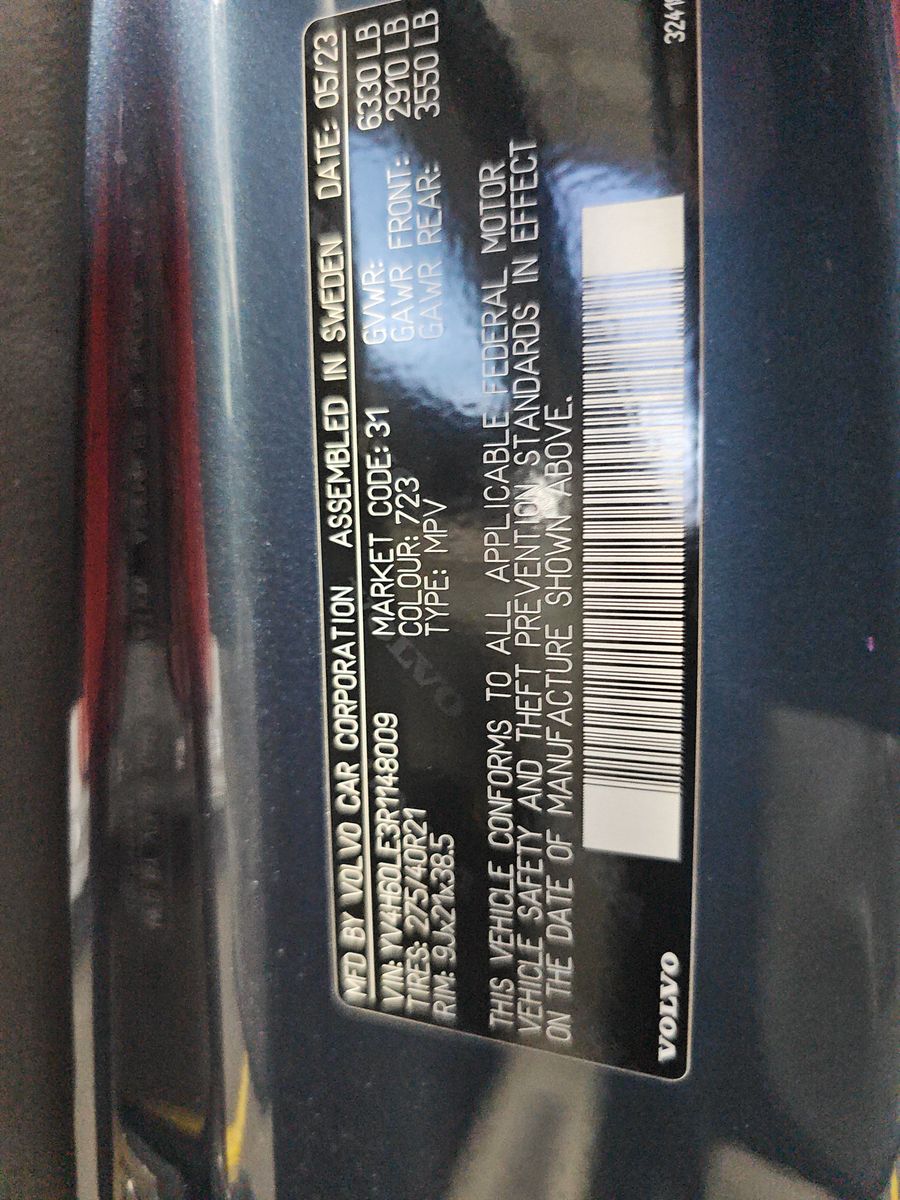 MFD BY VOLVO CAR CORPORATION ASSEMBLED IN SWEDEN DATE: 05/23
VIN: YV4H60LE3R1148009 MARKET CODE: 31 GVWR: 6330 LB
TIRES: 275/40R21 COLOUR: 723 GAWR FRONT: 2910 LB
RIM: 9Jx21x38.5 TYPE: MPV GAWR REAR: 3550 LB
THIS VEHICLE CONFORMS TO ALL APPLICABLE FEDERAL MOTOR
VEHICLE SAFETY AND THEFT PREVENTION STANDARDS IN EFFECT
ON THE DATE OF MANUFACTURE SHOWN ABOVE.
VOLVO